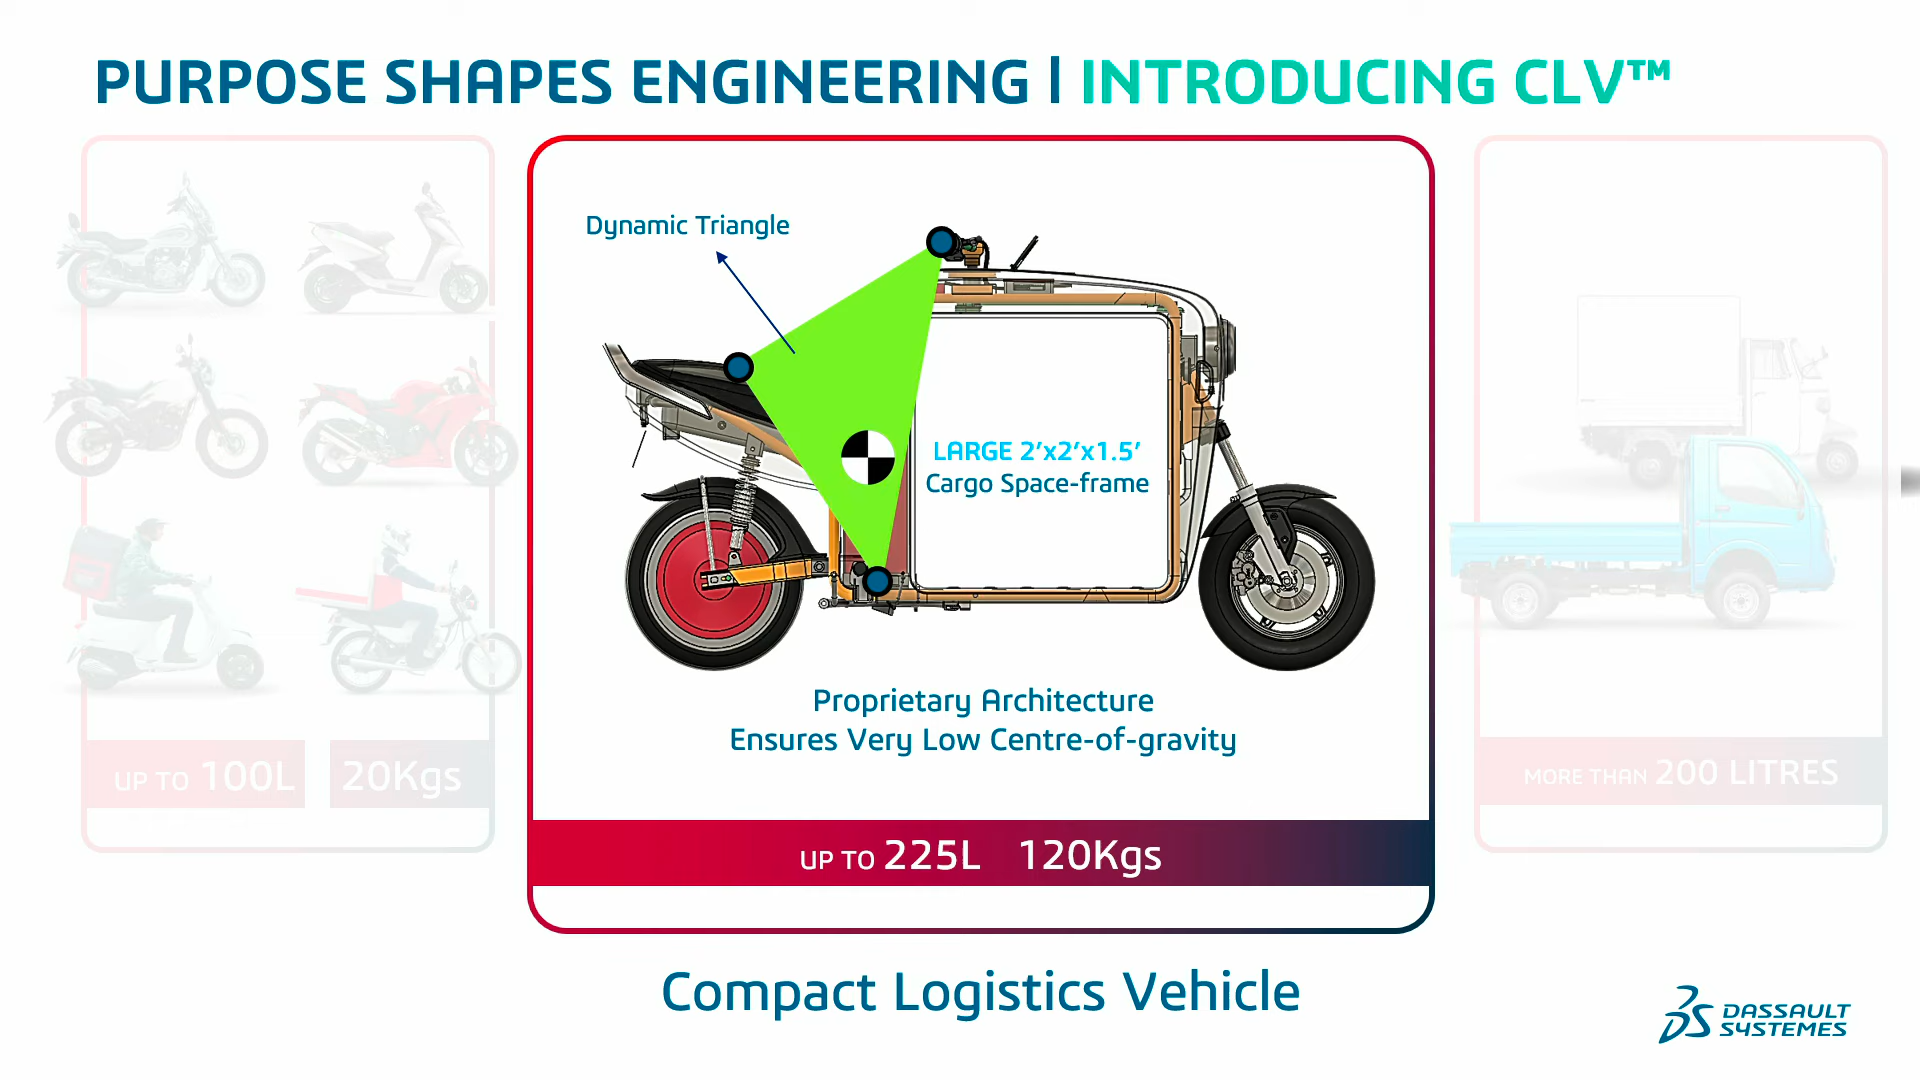 PURPOSE SHAPES ENGINEERING | INTRODUCING CLV™
Dynamic Triangle
LARGE 2'x2'x1.5'
Cargo Space-frame
Proprietary Architecture
Ensures Very Low Centre-of-gravity
UP TO 100L 20Kgs
UP TO 225L 120Kgs
MORE THAN 200 LITRES
Compact Logistics Vehicle
DASSAULT
SYSTEMES